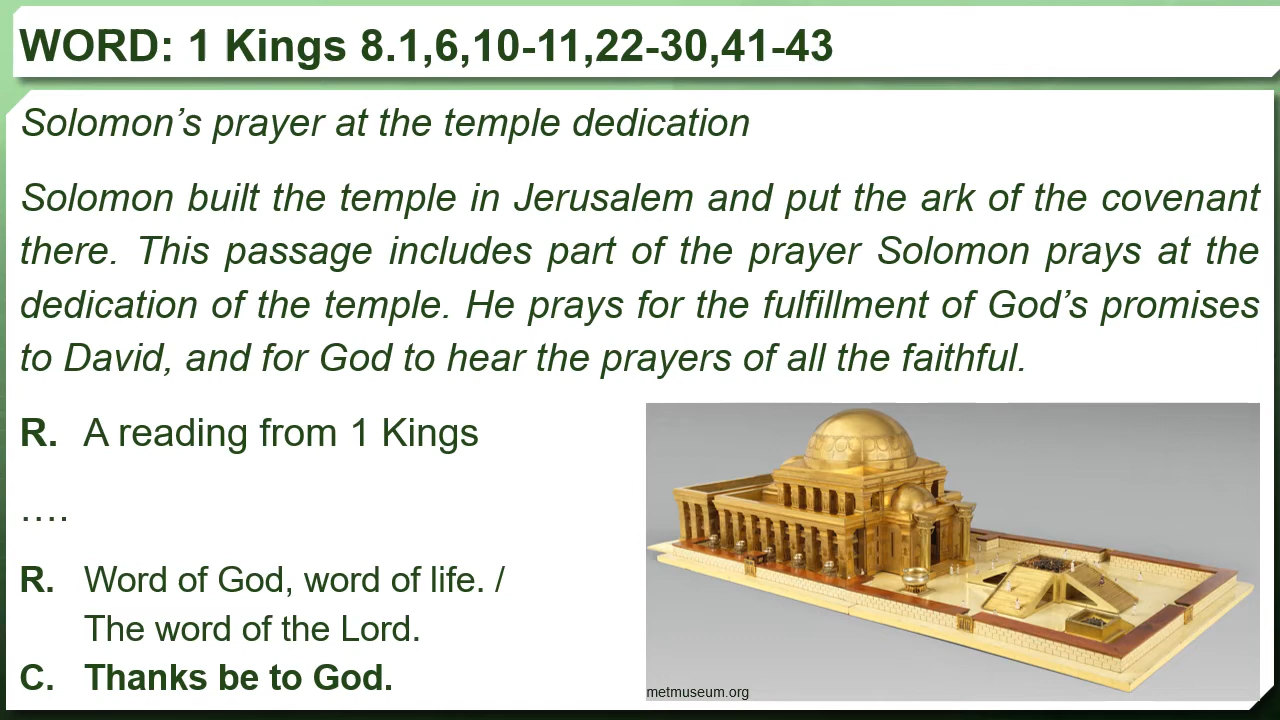 WORD: 1 Kings 8.1,6,10-11,22-30,41-43
Solomon’s prayer at the temple dedication
Solomon built the temple in Jerusalem and put the ark of the covenant
there. This passage includes part of the prayer Solomon prays at the
dedication of the temple. He prays for the fulfillment of God’s promises
to David, and for God to hear the prayers of all the faithful.
R. A reading from 1 Kings
….
R. Word of God, word of life. /
The word of the Lord.
C. Thanks be to God.
metmuseum.org